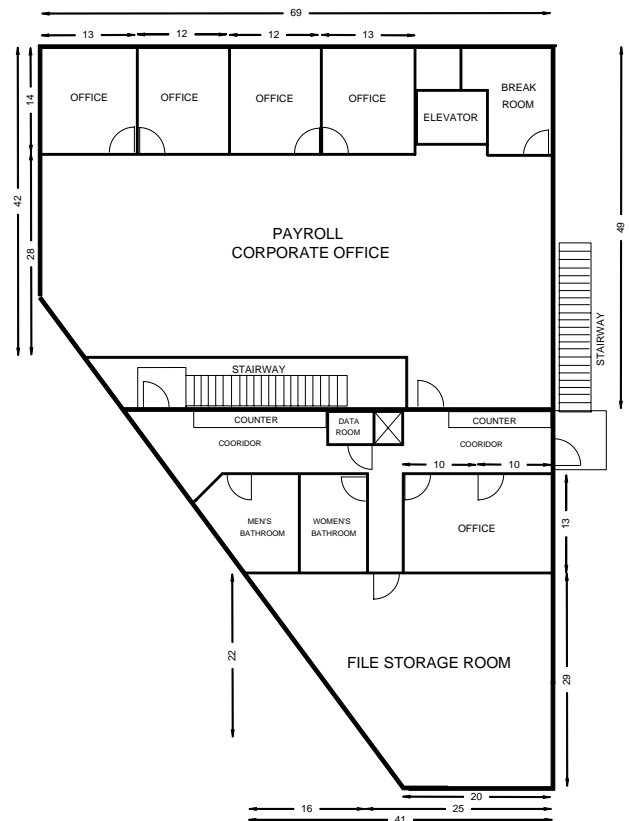 69
13
12
12
13
OFFICE
OFFICE
OFFICE
OFFICE
BREAK
ROOM
ELEVATOR
14
42
28
49
PAYROLL
CORPORATE OFFICE
STAIRWAY
STAIRWAY
COUNTER
DATA
ROOM
COUNTER
COORIDOR
COORIDOR
10
10
MEN'S
BATHROOM
WOMEN'S
BATHROOM
OFFICE
13
22
FILE STORAGE ROOM
29
20
16
25
41